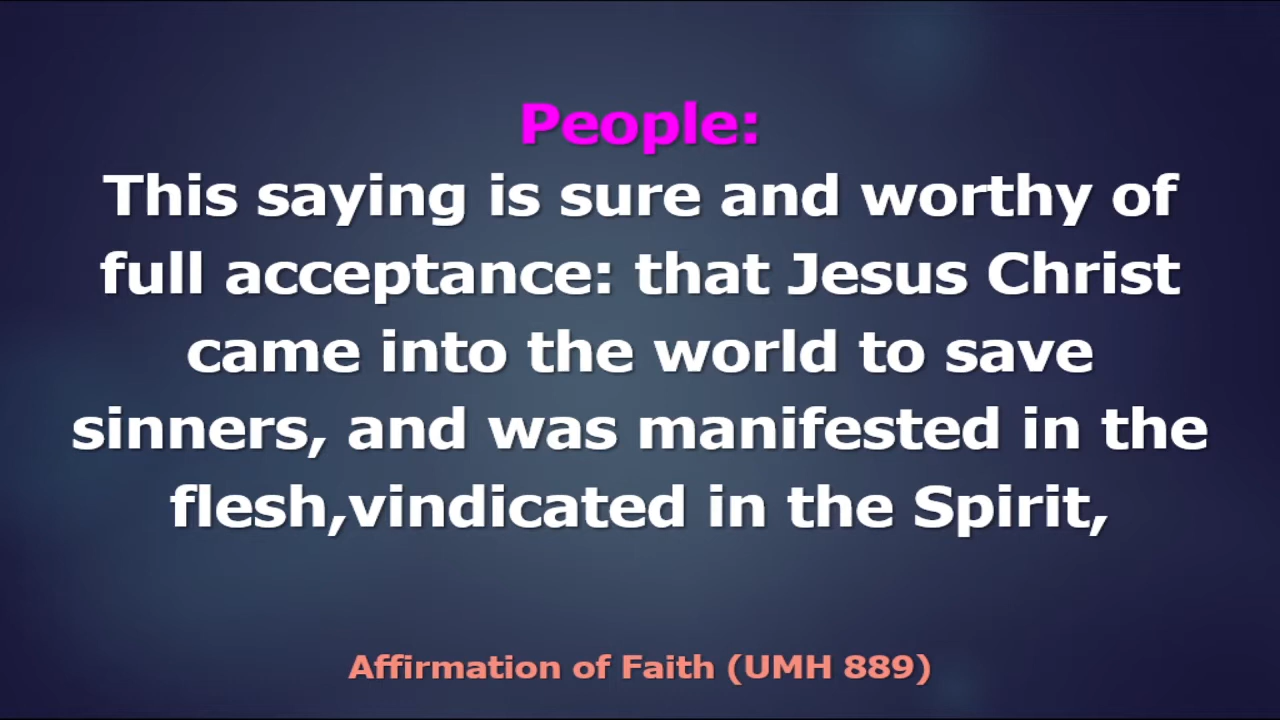 People:
This saying is sure and worthy of
full acceptance: that Jesus Christ
came into the world to save
sinners, and was manifested in the
flesh,vindicated in the Spirit,
Affirmation of Faith (UMH 889)